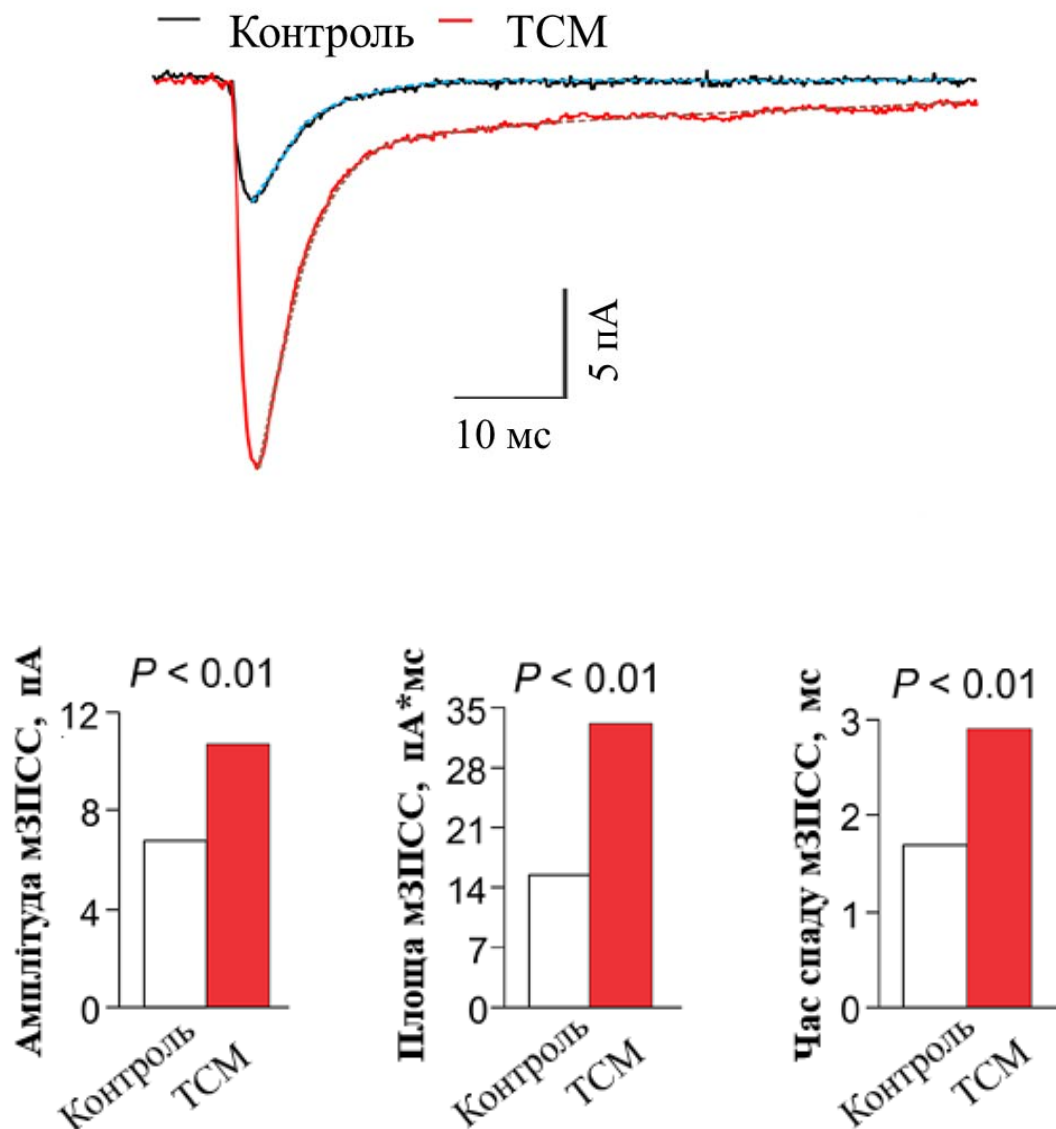 Контроль
ТСМ
5 пА
10 мс
Амплітуда мЗПСС, пА
P < 0.01
12
8
4
0
Контроль
ТСМ
Площа мЗПСС, пА*мс
P < 0.01
35
28
21
14
7
0
Контроль
ТСМ
Час спаду мЗПСС, мс
P < 0.01
3
2
1
0
Контроль
ТСМ